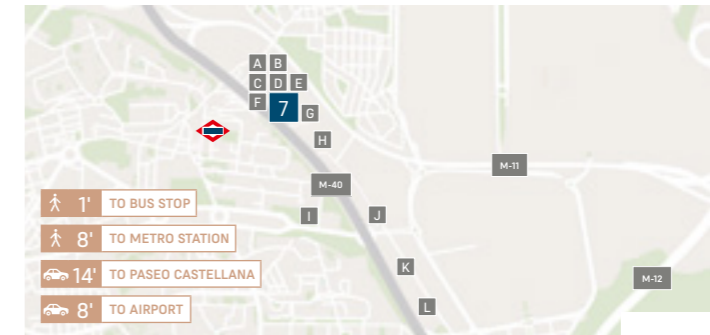 A B
C D E
F 7 G
H
M-11
M-40
I J
1' TO BUS STOP
8' TO METRO STATION
K
14' TO PASEO CASTELLANA
M-12
8' TO AIRPORT
L